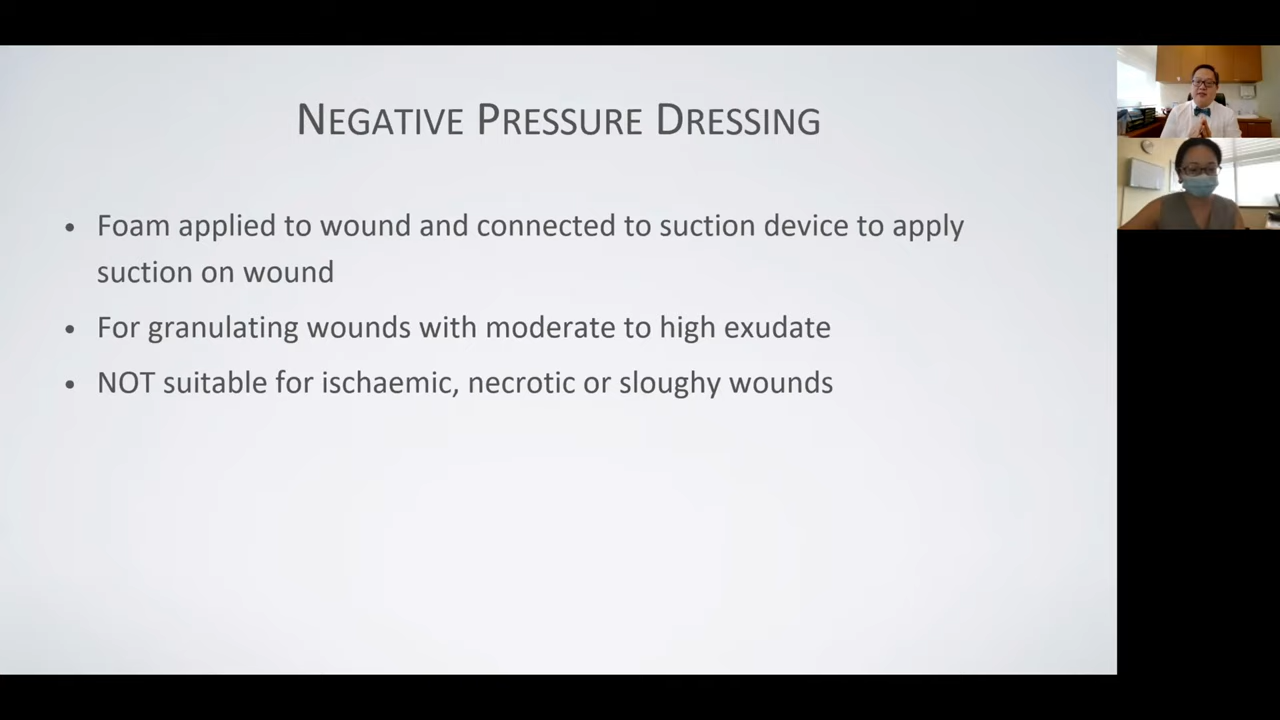 NEGATIVE PRESSURE DRESSING
• Foam applied to wound and connected to suction device to apply
suction on wound
• For granulating wounds with moderate to high exudate
• NOT suitable for ischaemic, necrotic or sloughy wounds